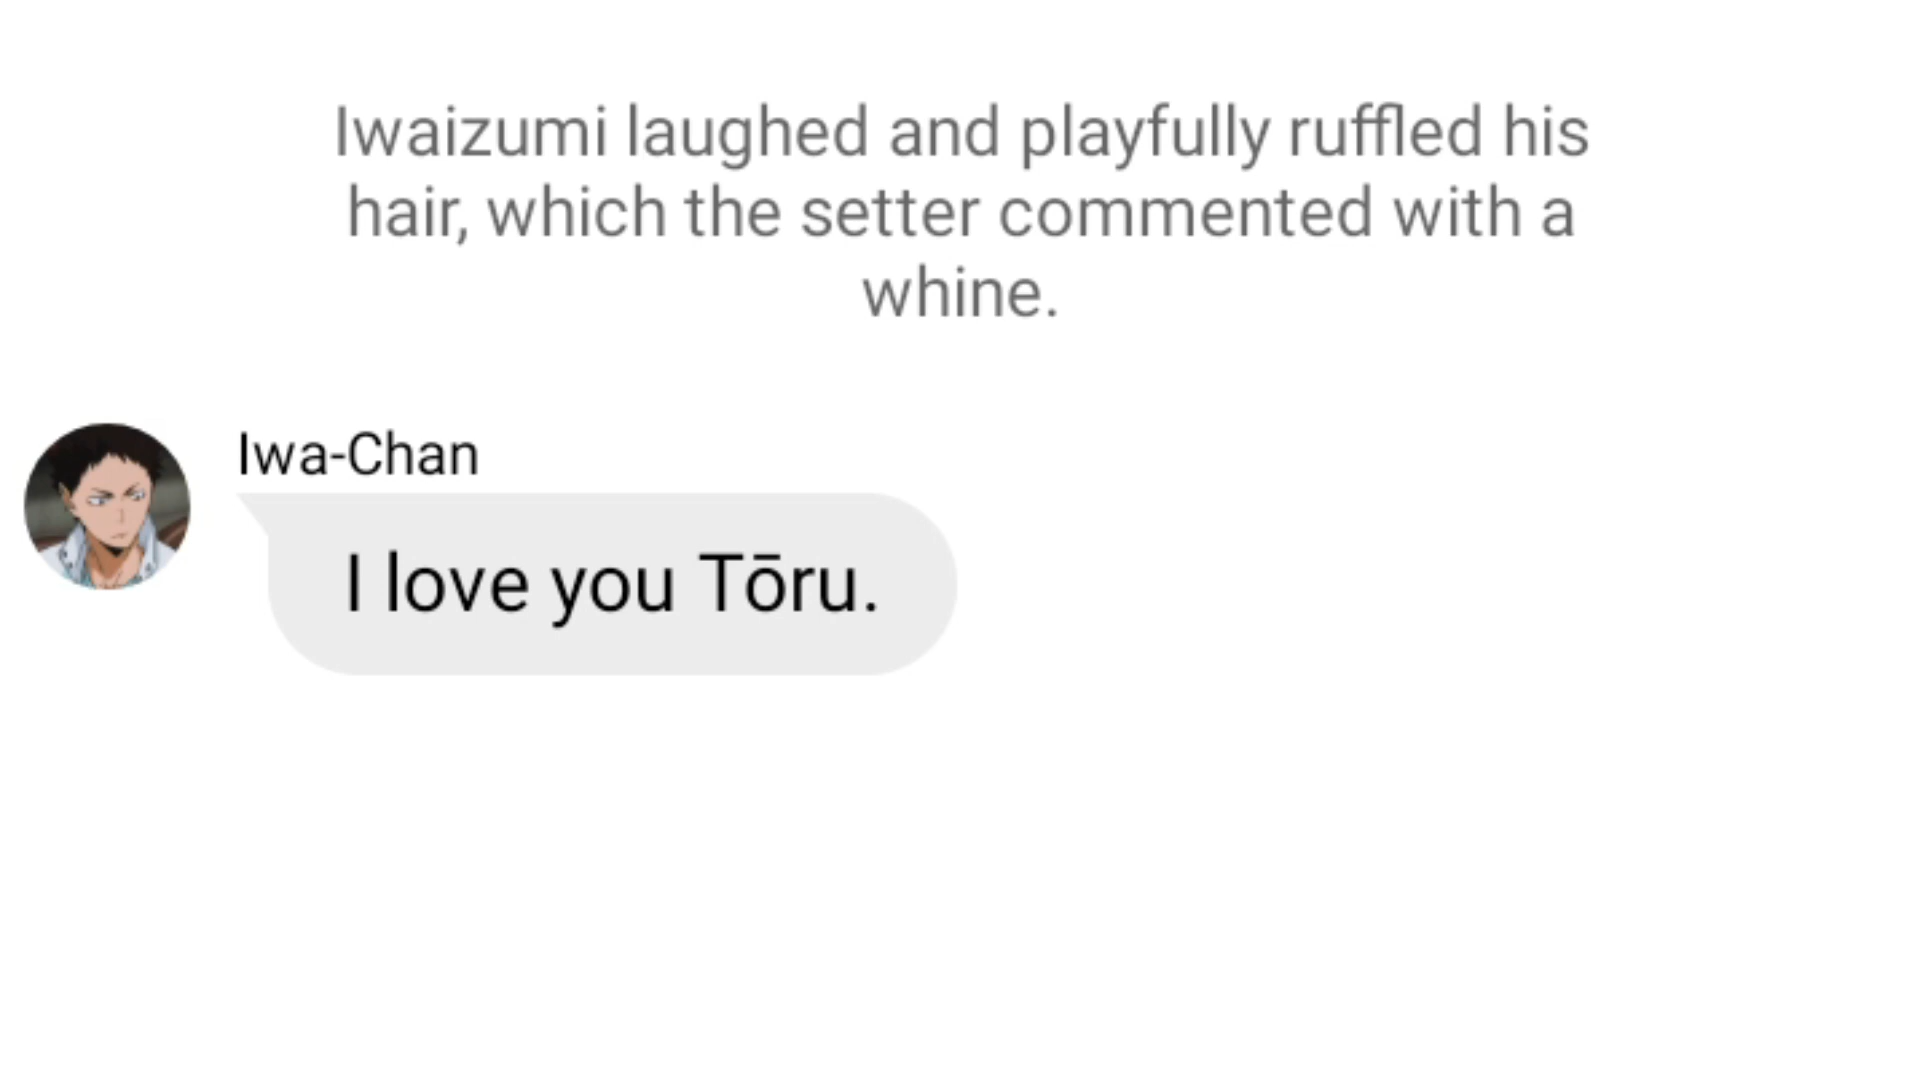 Iwaizumi laughed and playfully ruffled his
hair, which the setter commented with a
whine.
Iwa-Chan
I love you Tōru.